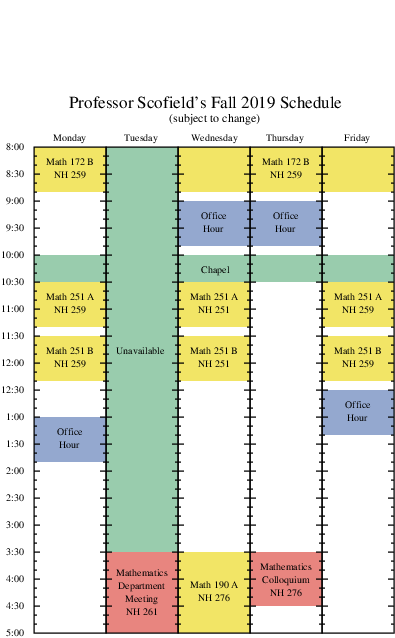 Professor Scofield's Fall 2019 Schedule
(subject to change)
Monday Tuesday Wednesday Thursday Friday
8:00
Math 172 B Math 172 B
8:30 NH 259 NH 259
9:00
Office Office
9:30 Hour Hour
10:00
Chapel
10:30
Math 251 A Math 251 A Math 251 A
11:00 NH 259 NH 251 NH 259
11:30
Math 251 B Unavailable Math 251 B Math 251 B
12:00 NH 259 NH 251 NH 259
12:30
Office
1:00 Hour
Office
1:30 Hour
2:00
2:30
3:00
3:30
Mathematics Mathematics
4:00 Department Math 190 A Colloquium
Meeting NH 276 NH 276
4:30 NH 261
5:00